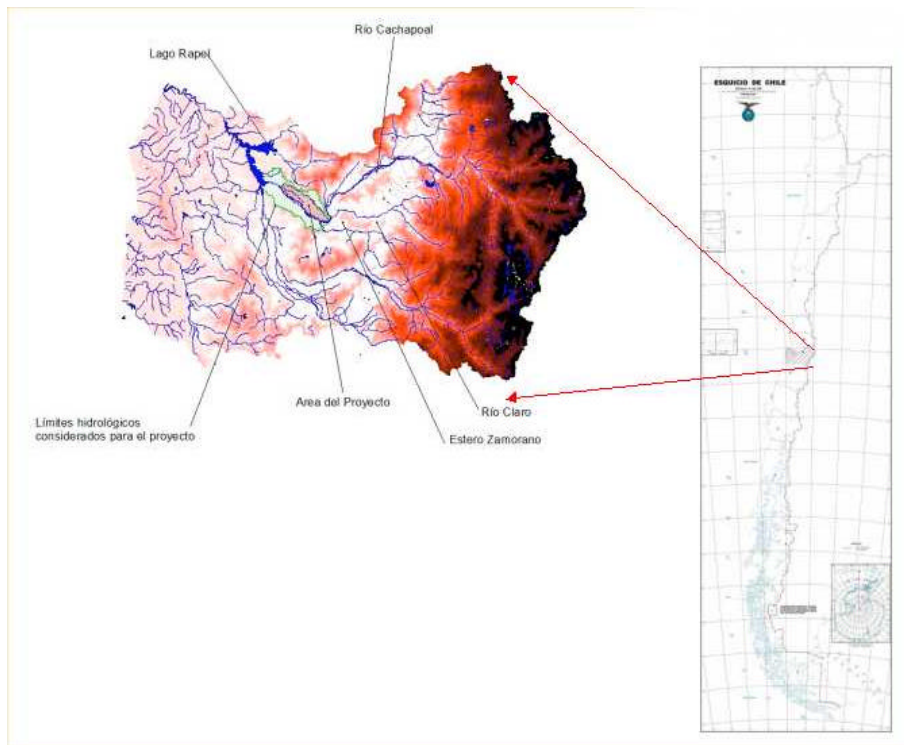 Río Cachapoal
Lago Rapel
ESQUICIO DE CHILE
Area del Proyecto
Río Claro
Límites hidrológicos
considerados para el proyecto
Estero Zamorano